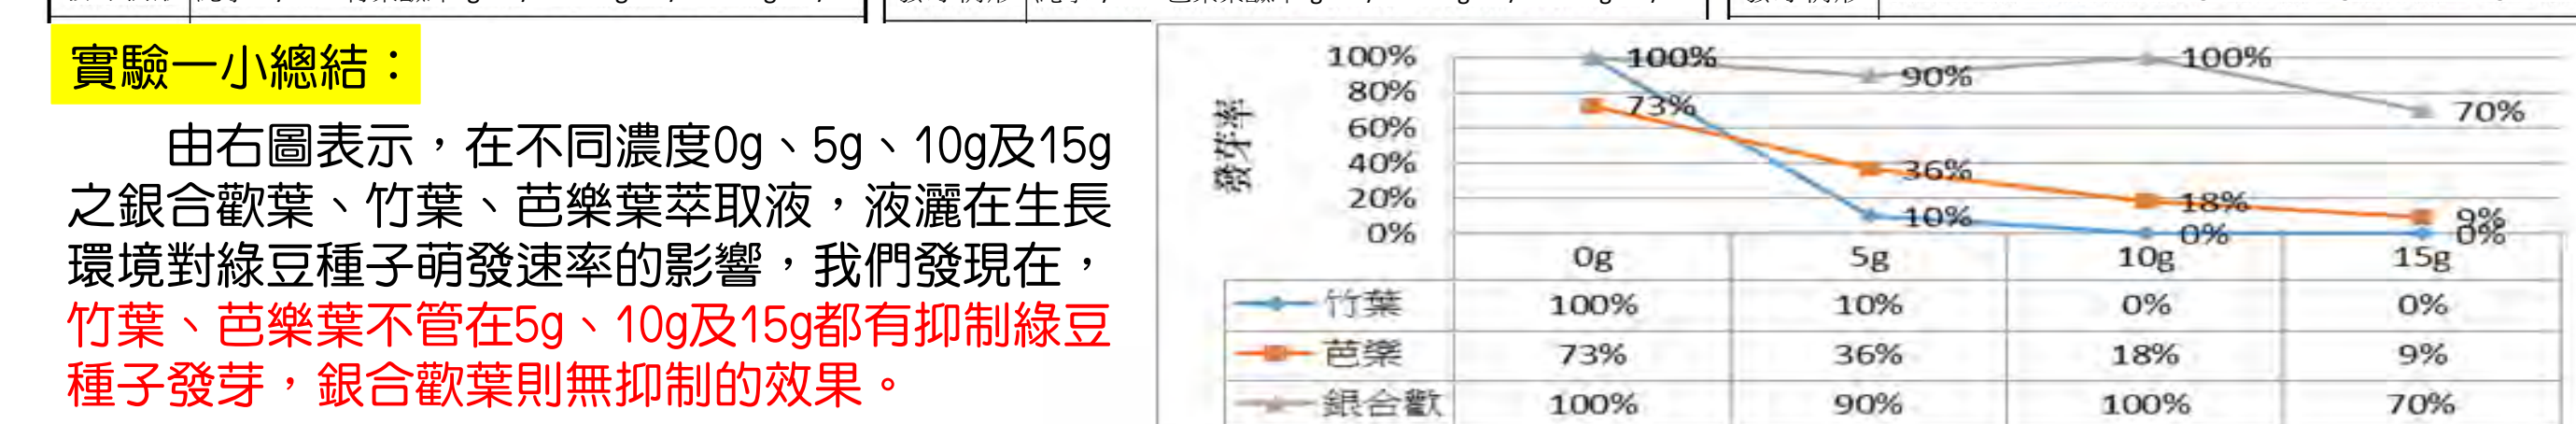 實驗一小總結：
由右圖表示，在不同濃度0g、5g、10g及15g
之銀合歡葉、竹葉、芭樂葉萃取液，液灑在生長
環境對綠豆種子萌發速率的影響，我們發現在，
竹葉、芭樂葉不管在5g、10g及15g都有抑制綠豆
種子發芽，銀合歡葉則無抑制的效果。
發芽率
100%
80%
60%
40%
20%
0%
100%
90%
100%
70%
73%
36%
18%
9%
10%
0%
0%
0g 5g 10g 15g
竹葉 100% 10% 0% 0%
芭樂 73% 36% 18% 9%
銀合歡 100% 90% 100% 70%